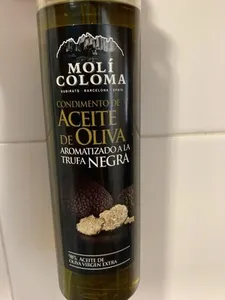 MOLÍ
COLOMA
SUBIRATS · BARCELONA · SPAIN
CONDIMENTO DE
ACEITE
DE OLIVA
AROMATIZADO A LA
TRUFA NEGRA
98% ACEITE DE
OLIVA VIRGEN EXTRA